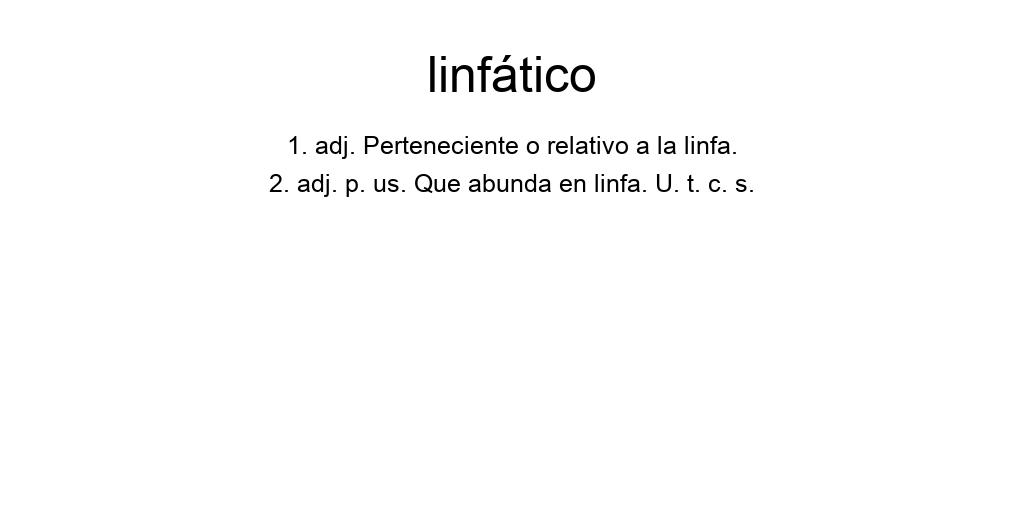 linfático
1. adj. Perteneciente o relativo a la linfa.
2. adj. p. us. Que abunda en linfa. U. t. c. s.